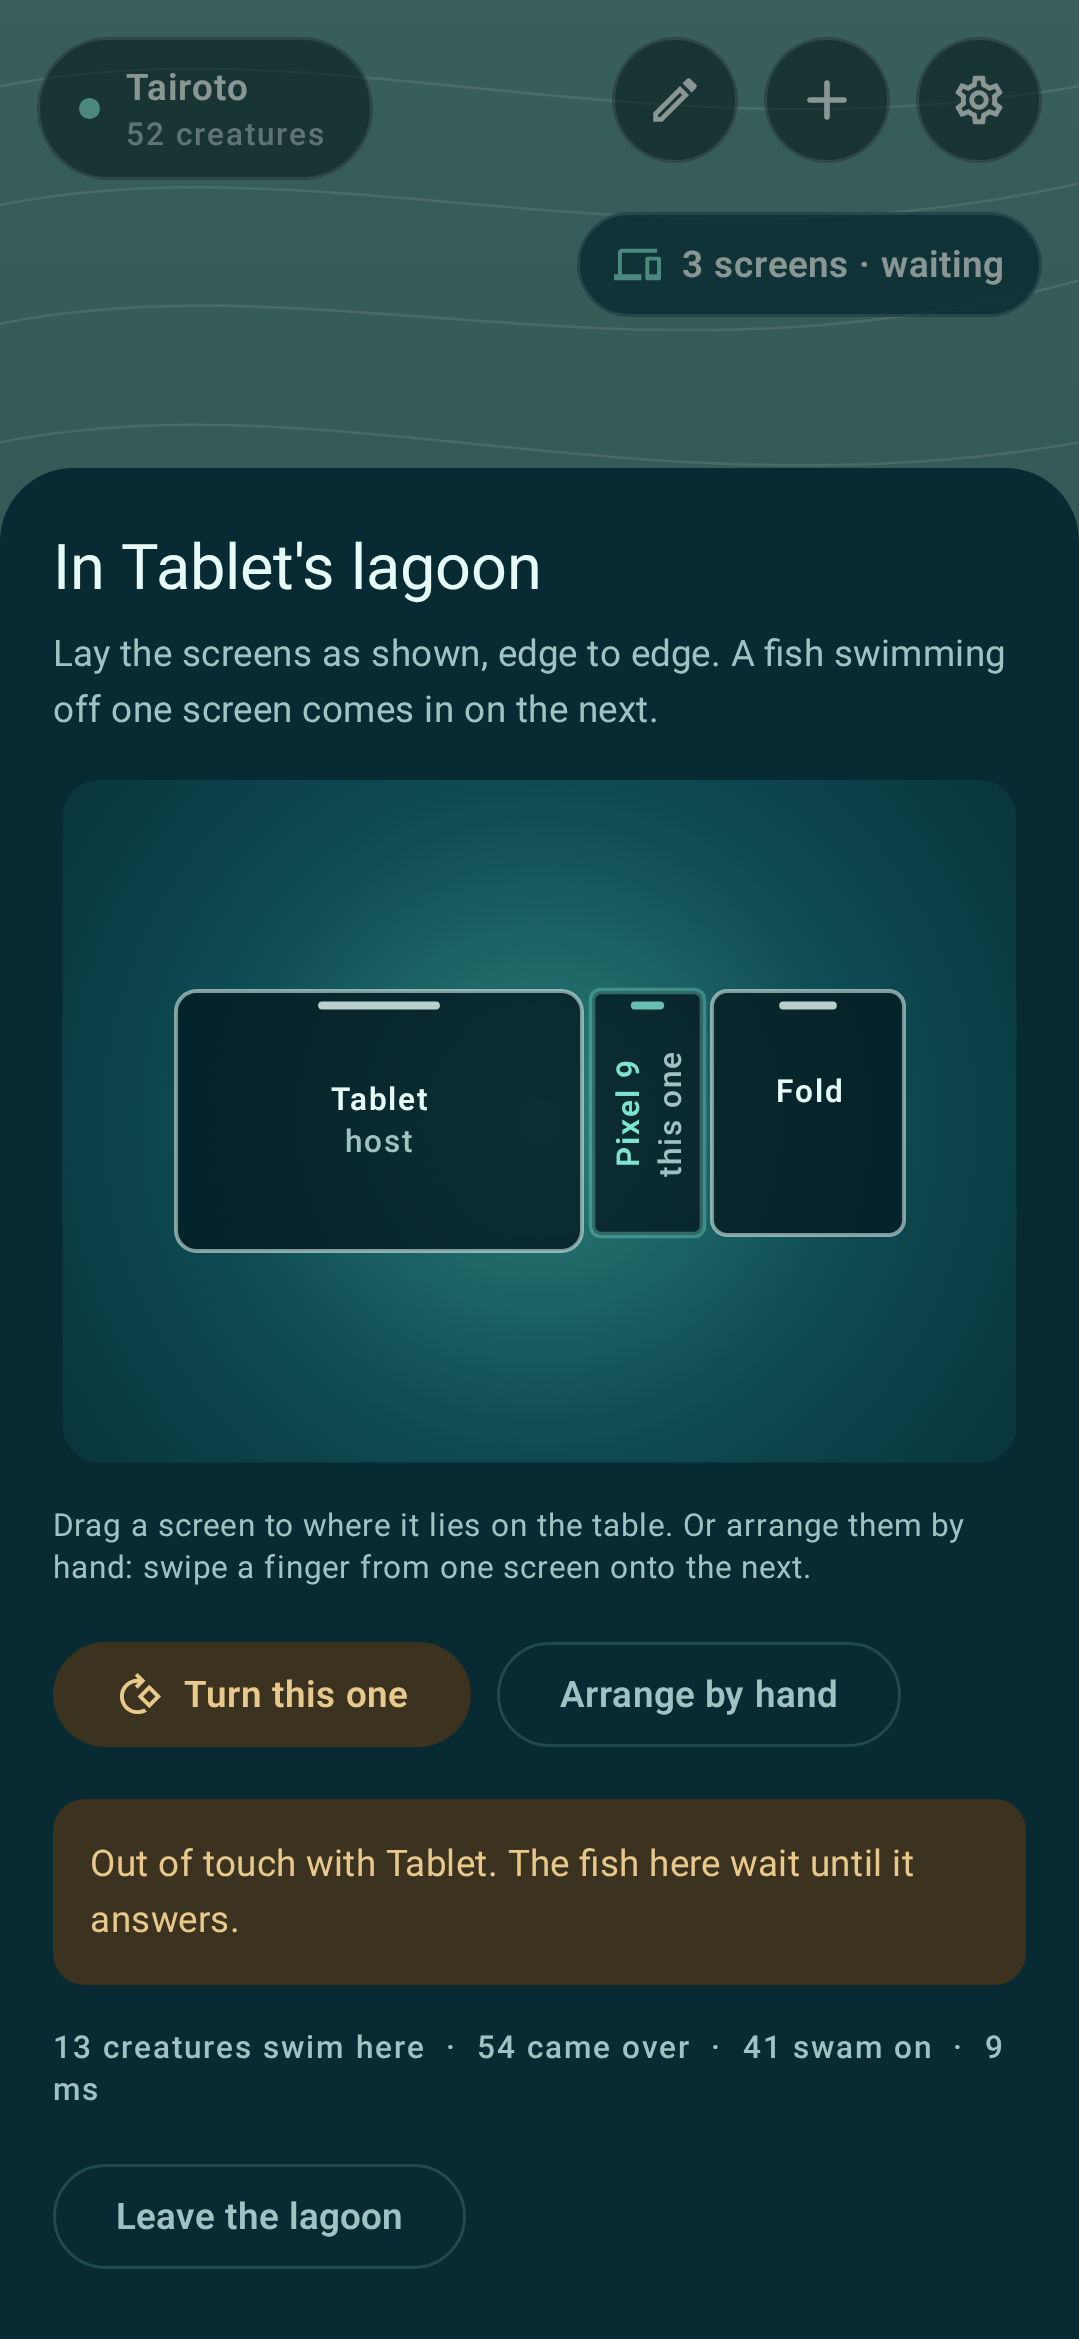 Tairoto
52 creatures
3 screens · waiting
In Tablet's lagoon
Lay the screens as shown, edge to edge. A fish swimming
off one screen comes in on the next.
Tablet
host
Pixel 9
this one
Fold
Drag a screen to where it lies on the table. Or arrange them by
hand: swipe a finger from one screen onto the next.
Turn this one
Arrange by hand
Out of touch with Tablet. The fish here wait until it
answers.
13 creatures swim here · 54 came over · 41 swam on · 9
ms
Leave the lagoon